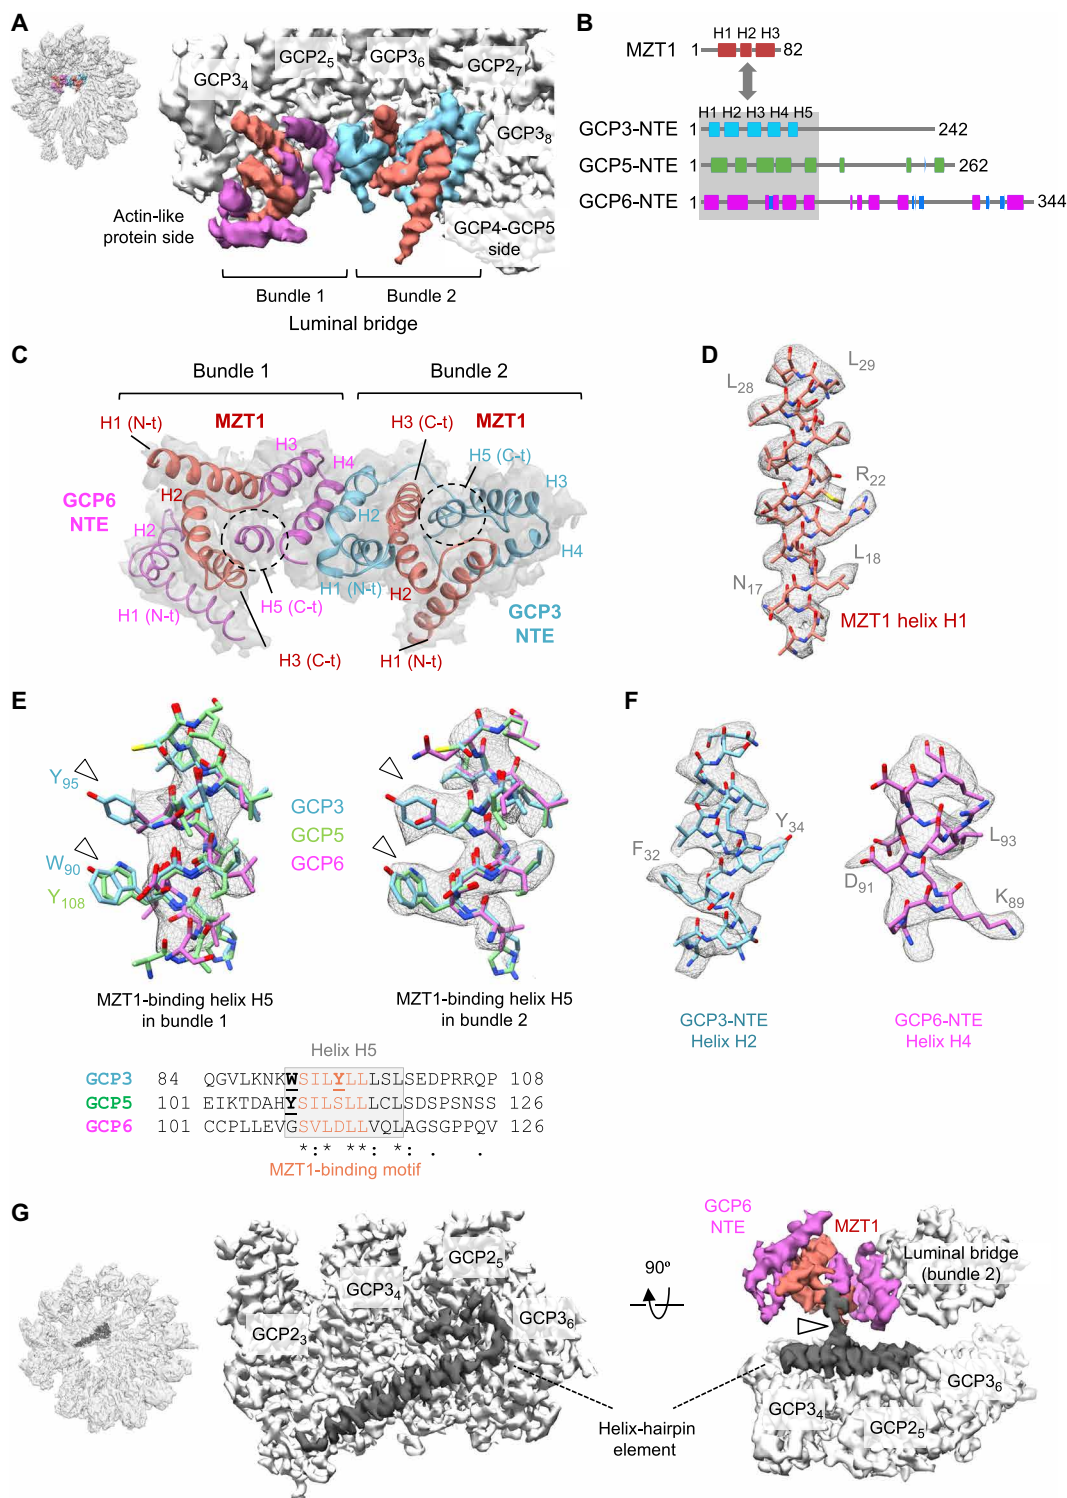 A
GCP3₄
GCP2₅
GCP3₆
GCP2₇
GCP3₈
Actin-like
protein side
GCP4-GCP5
side
Bundle 1
Bundle 2
Luminal bridge
B
H1 H2 H3
MZT1 1 82
H1 H2 H3 H4 H5
GCP3-NTE 1 242
GCP5-NTE 1 262
GCP6-NTE 1 344
C
Bundle 1
Bundle 2
MZT1
MZT1
H1 (N-t)
H3 (C-t)
H3
H4
H5 (C-t)
H3
GCP6
NTE
H2
H2
H2
H4
H1 (N-t)
H5 (C-t)
H1 (N-t)
H2
GCP3
NTE
H3 (C-t)
H1 (N-t)
D
L₂₉
L₂₈
R₂₂
L₁₈
N₁₇
MZT1 helix H1
E
Y₉₅
W₉₀
Y₁₀₈
GCP3
GCP5
GCP6
MZT1-binding helix H5
in bundle 1
MZT1-binding helix H5
in bundle 2
Helix H5
GCP3 84 QGVLKNKWSILYLLLSLSEDPRRQP 108
GCP5 101 EIKTDAHYSILSLLLCLSDSPSNSS 126
GCP6 101 CCPLLEVGSVLDLLVQLAGSGPPQV 126
*:* **: *: . .
MZT1-binding motif
F
F₃₂
Y₃₄
L₉₃
D₉₁
K₈₉
GCP3-NTE
Helix H2
GCP6-NTE
Helix H4
G
GCP2₃
GCP3₄
GCP2₅
GCP3₆
90º
Helix-hairpin
element
GCP6
NTE
MZT1
Luminal bridge
(bundle 2)
GCP3₄
GCP2₅
GCP3₆